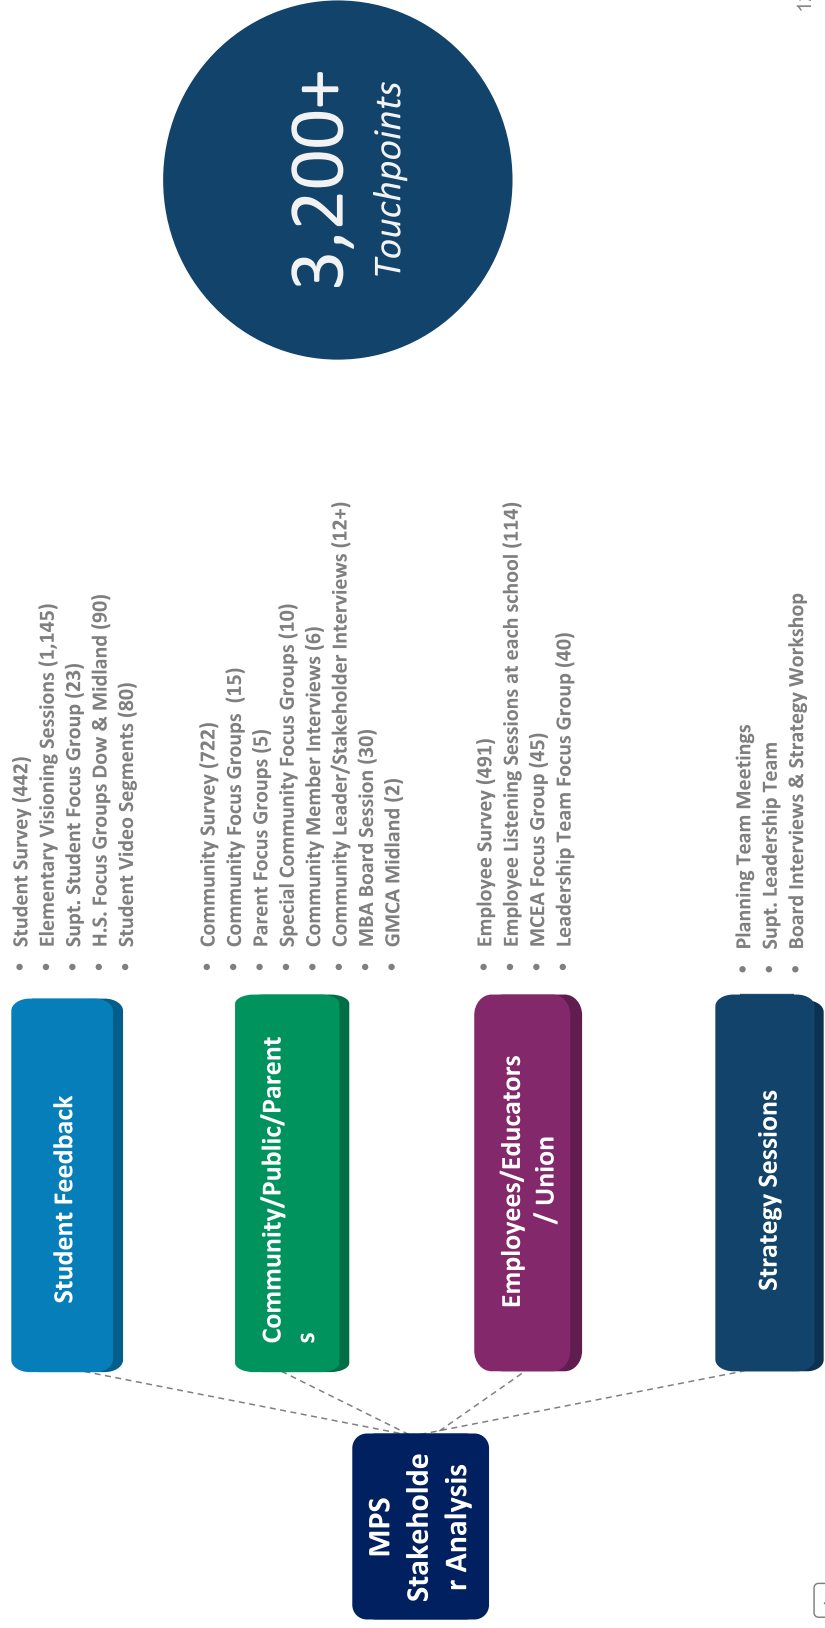 MPS
Stakeholde
r Analysis
Student Feedback
• Student Survey (442)
• Elementary Visioning Sessions (1,145)
• Supt. Student Focus Group (23)
• H.S. Focus Groups Dow & Midland (90)
• Student Video Segments (80)
Community/Public/Parent
s
• Community Survey (722)
• Community Focus Groups  (15)
• Parent Focus Groups (5)
• Special Community Focus Groups (10)
• Community Member Interviews (6)
• Community Leader/Stakeholder Interviews (12+)
• MBA Board Session (30)
• GMCA Midland (2)
Employees/Educators
/ Union
• Employee Survey (491)
• Employee Listening Sessions at each school (114)
• MCEA Focus Group (45)
• Leadership Team Focus Group (40)
Strategy Sessions
• Planning Team Meetings
• Supt. Leadership Team
• Board Interviews & Strategy Workshop
3,200+
Touchpoints